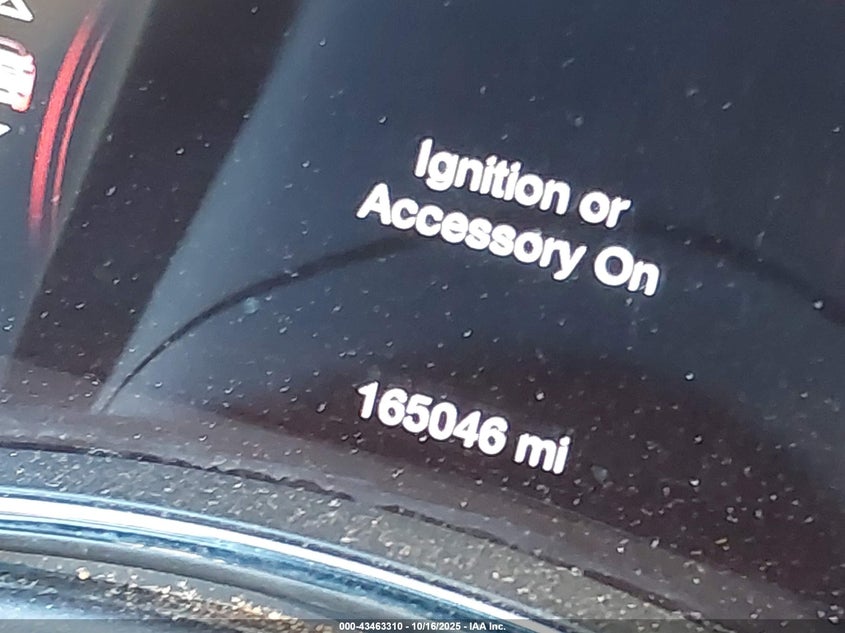 Ignition or
Accessory On
165046 mi
000-43463310 - 10/16/2025 - IAA Inc.